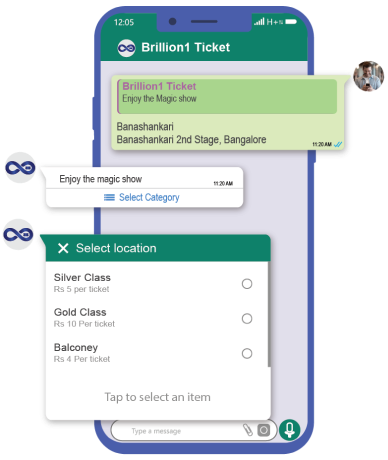 12:05
H+
Brillion1 Ticket
Brillion1 Ticket
Enjoy the Magic show
Banashankari
Banashankari 2nd Stage, Bangalore
11:20 AM
Enjoy the magic show
11:20 AM
Select Category
Select location
Silver Class
Rs 5 per ticket
Gold Class
Rs 10 Per ticket
Balconey
Rs 4 Per ticket
Tap to select an item
Type a message